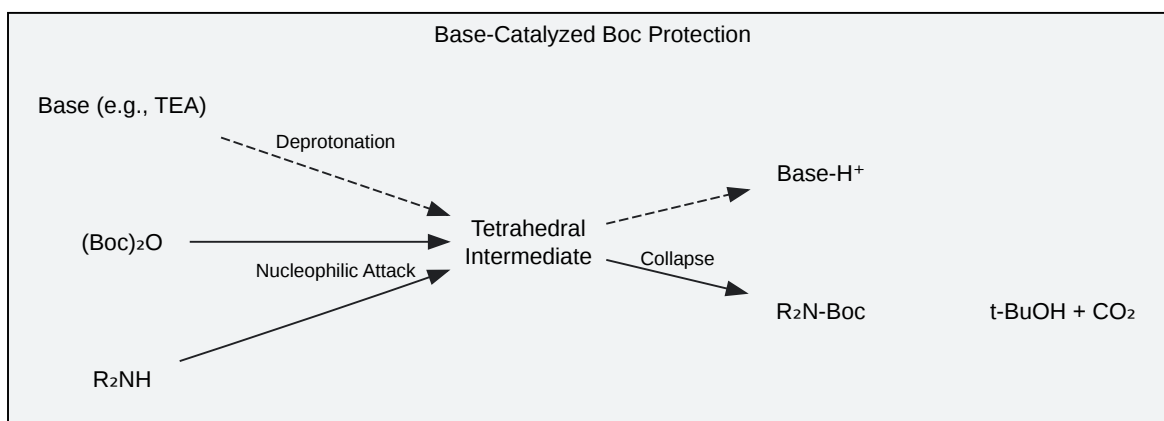 Base-Catalyzed Boc Protection
Base (e.g., TEA)
Deprotonation
Base-H⁺
Tetrahedral
Intermediate
(Boc)₂O
Nucleophilic Attack
Collapse
R₂N-Boc
t-BuOH + CO₂
R₂NH